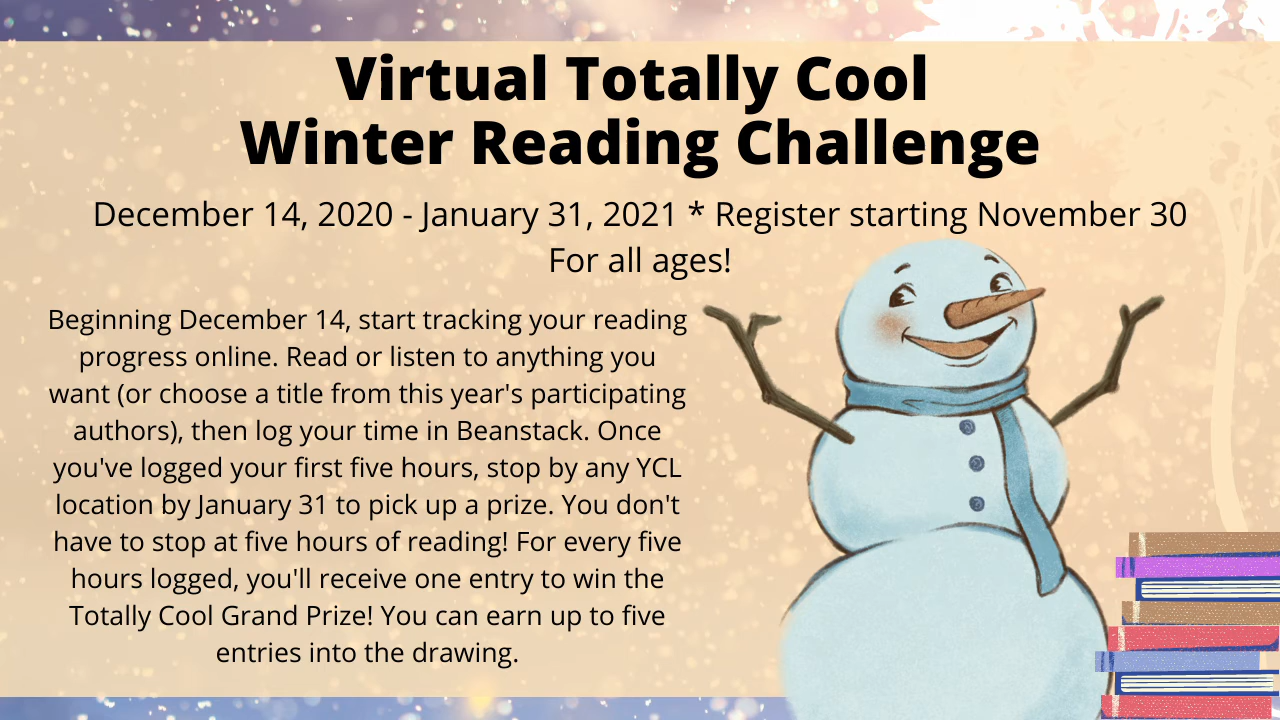 Virtual Totally Cool
Winter Reading Challenge
December 14, 2020 - January 31, 2021 * Register starting November 30
For all ages!
Beginning December 14, start tracking your reading
progress online. Read or listen to anything you
want (or choose a title from this year's participating
authors), then log your time in Beanstack. Once
you've logged your first five hours, stop by any YCL
location by January 31 to pick up a prize. You don't
have to stop at five hours of reading! For every five
hours logged, you'll receive one entry to win the
Totally Cool Grand Prize! You can earn up to five
entries into the drawing.